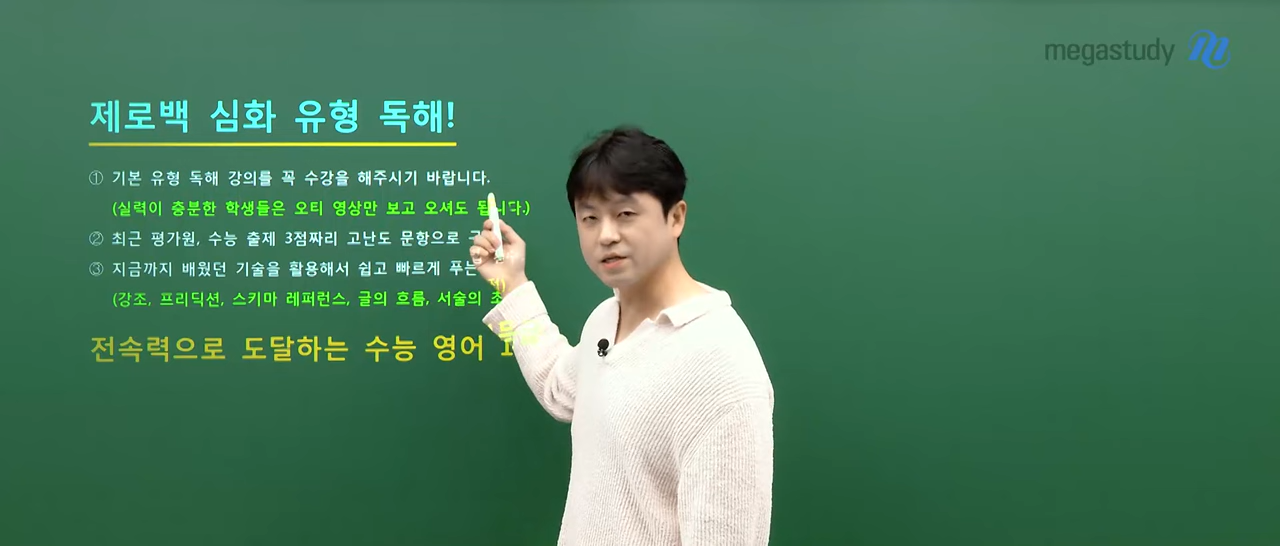 megastudy
제로백 심화 유형 독해!
① 기본 유형 독해 강의를 꼭 수강을 해주시기 바랍니다.
(실력이 충분한 학생들은 오티 영상만 보고 오셔도 됩니다.)
② 최근 평가원, 수능 출제 3점짜리 고난도 문항으로
③ 지금까지 배웠던 기술을 활용해서 쉽고 빠르게 푸는
(강조, 프리딕션, 스키마 레퍼런스, 글의 흐름, 서술의 초
전속력으로 도달하는 수능 영어